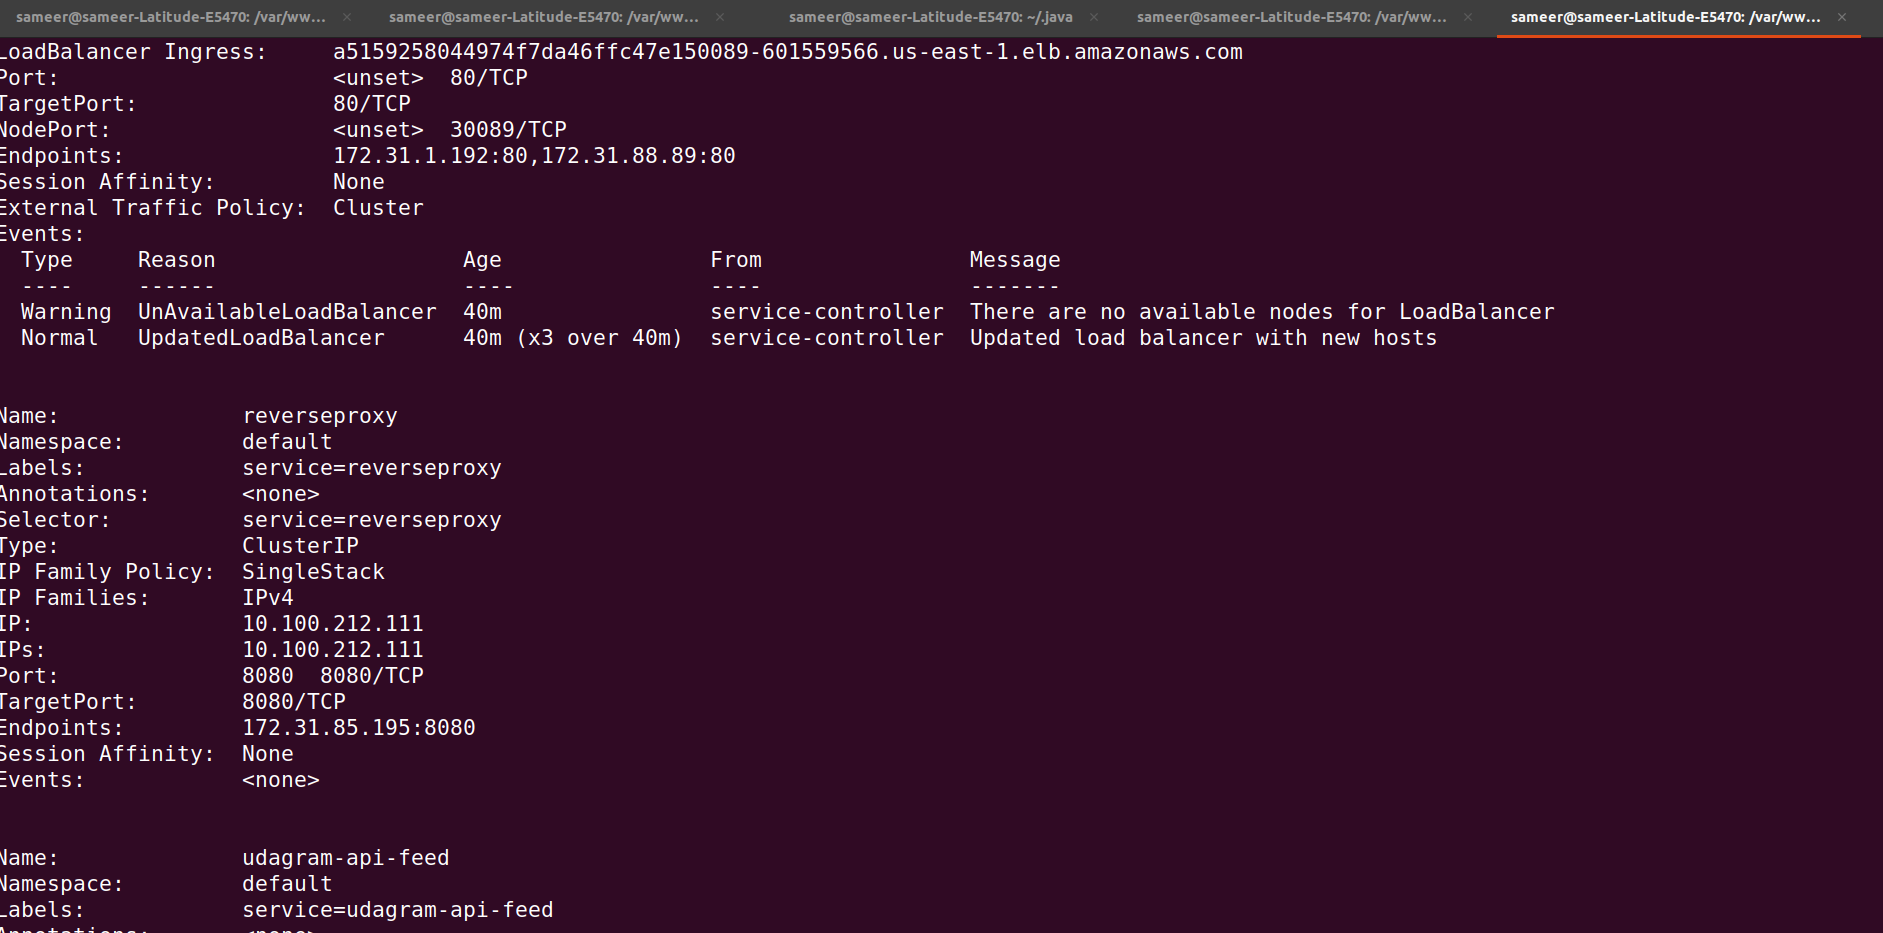 sameer@sameer-Latitude-E5470: /var/ww... × sameer@sameer-Latitude-E5470: /var/ww... × sameer@sameer-Latitude-E5470: ~/.java × sameer@sameer-Latitude-E5470: /var/ww... × sameer@sameer-Latitude-E5470: /var/ww... ×
LoadBalancer Ingress:     a5159258044974f7da46ffc47e150089-601559566.us-east-1.elb.amazonaws.com
Port:                     <unset>  80/TCP
TargetPort:               80/TCP
NodePort:                 <unset>  30089/TCP
Endpoints:                172.31.1.192:80,172.31.88.89:80
Session Affinity:         None
External Traffic Policy:  Cluster
Events:
  Type     Reason                   Age                  From                Message
  ----     ------                   ----                 ----                -------
  Warning  UnAvailableLoadBalancer  40m                  service-controller  There are no available nodes for LoadBalancer
  Normal   UpdatedLoadBalancer      40m (x3 over 40m)  service-controller  Updated load balancer with new hosts
Name:              reverseproxy
Namespace:         default
Labels:            service=reverseproxy
Annotations:       <none>
Selector:          service=reverseproxy
Type:              ClusterIP
IP Family Policy:  SingleStack
IP Families:       IPv4
IP:                10.100.212.111
IPs:               10.100.212.111
Port:              8080  8080/TCP
TargetPort:        8080/TCP
Endpoints:         172.31.85.195:8080
Session Affinity:  None
Events:            <none>
Name:              udagram-api-feed
Namespace:         default
Labels:            service=udagram-api-feed
Annotations:       <none>